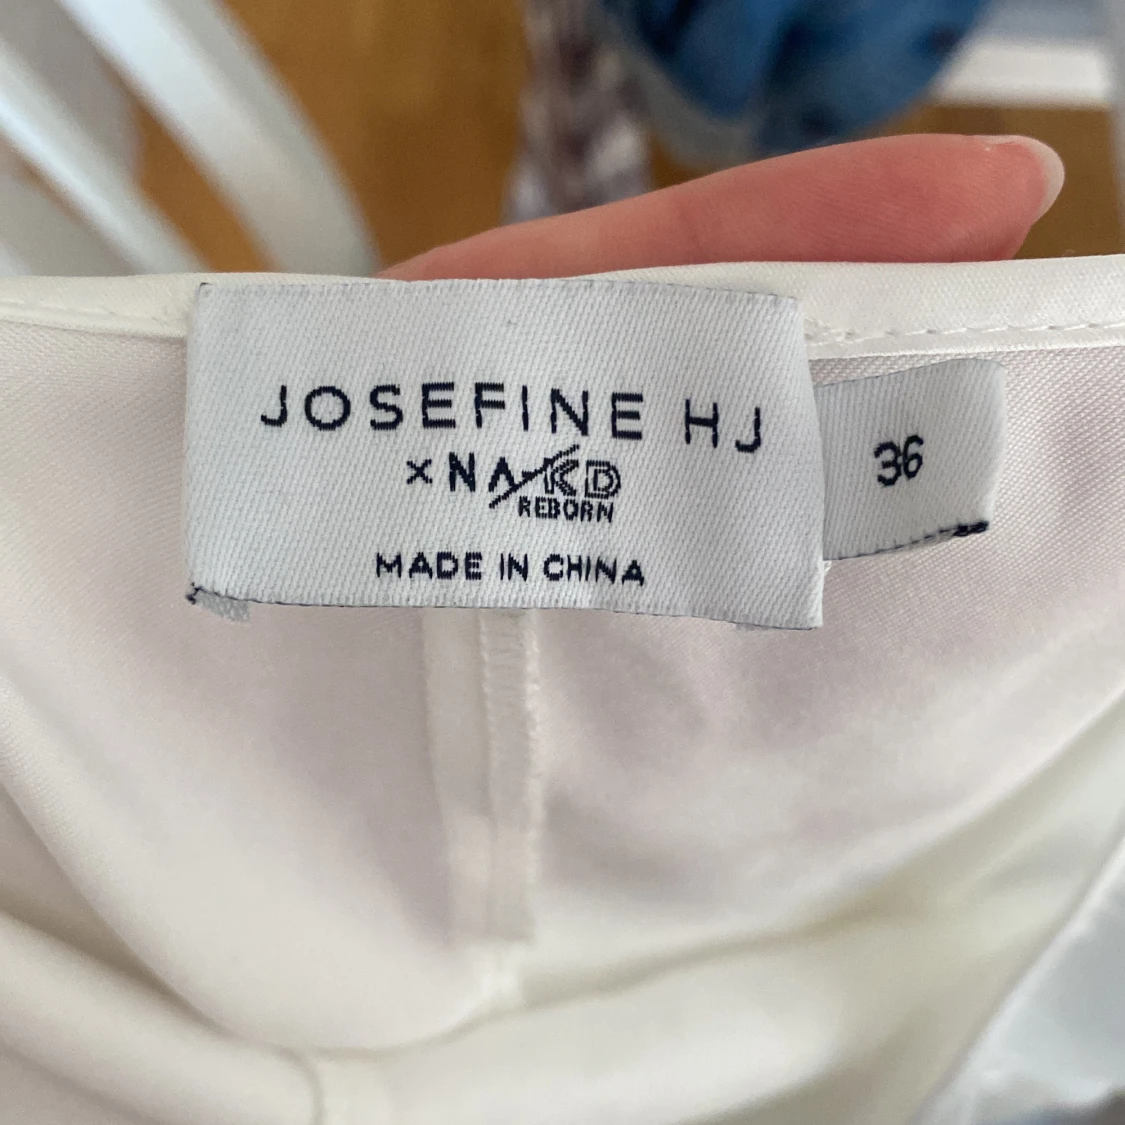 JOSEFINE HJ
× NA-KD
REBORN
MADE IN CHINA
36